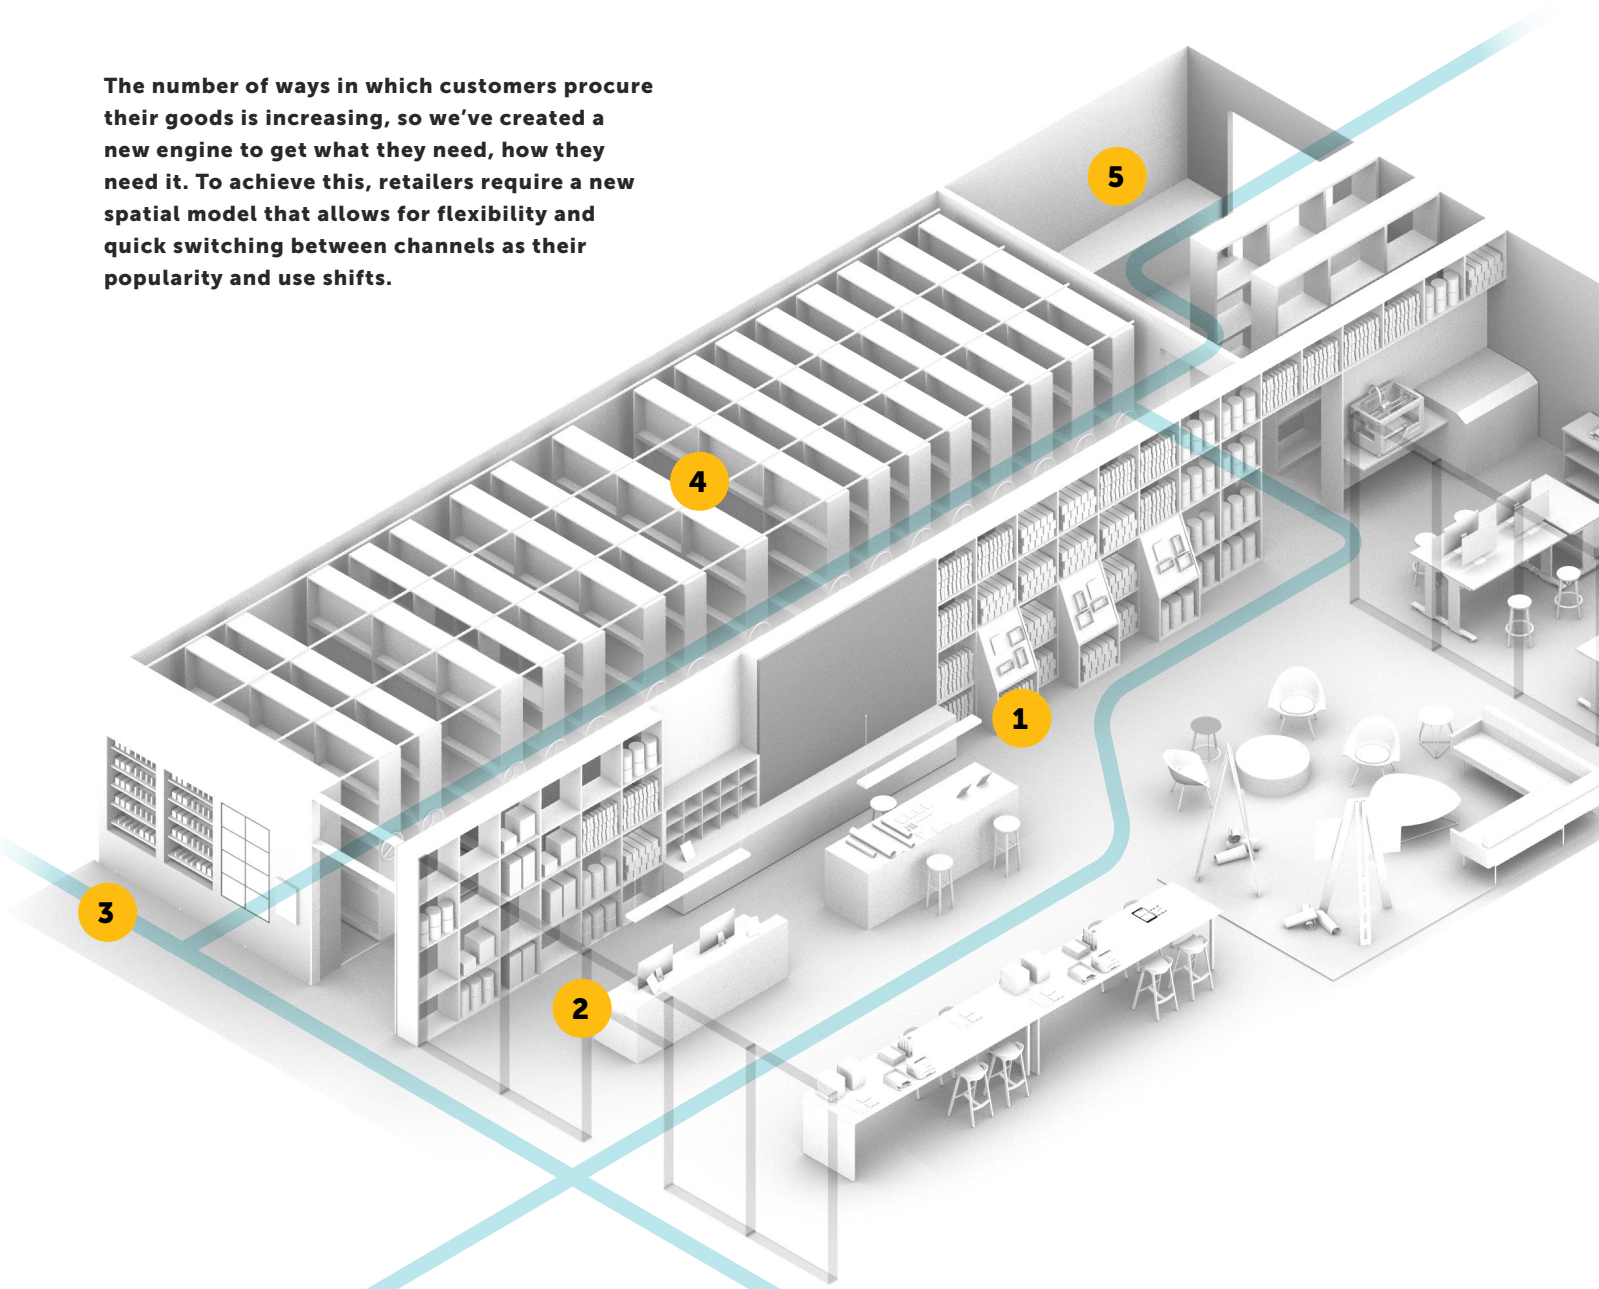 The number of ways in which customers procure
their goods is increasing, so we’ve created a
new engine to get what they need, how they
need it. To achieve this, retailers require a new
spatial model that allows for flexibility and
quick switching between channels as their
popularity and use shifts.
5
4
1
3
2